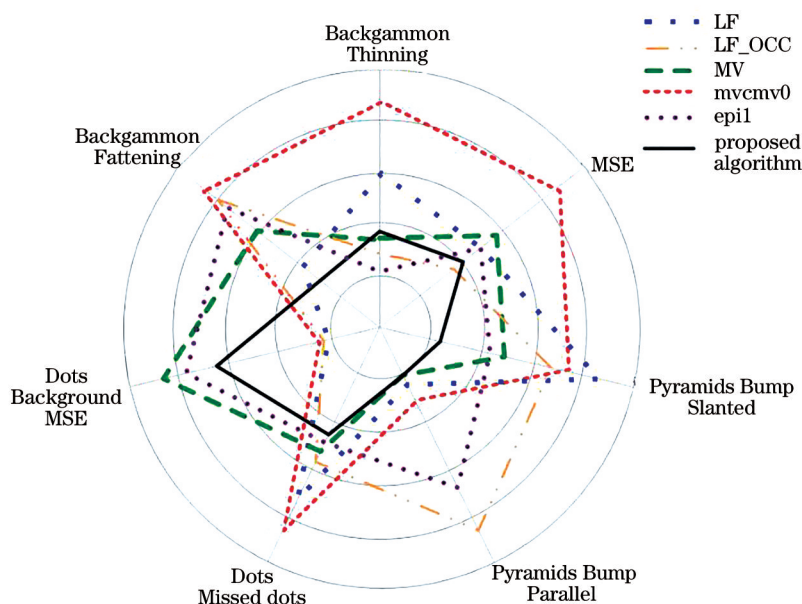 Backgammon
Thinning
LF
LF_OCC
MV
mvcmv0
epi1
proposed
algorithm
Backgammon
Fattening
MSE
Dots
Background
MSE
Pyramids Bump
Slanted
Dots
Missed dots
Pyramids Bump
Parallel